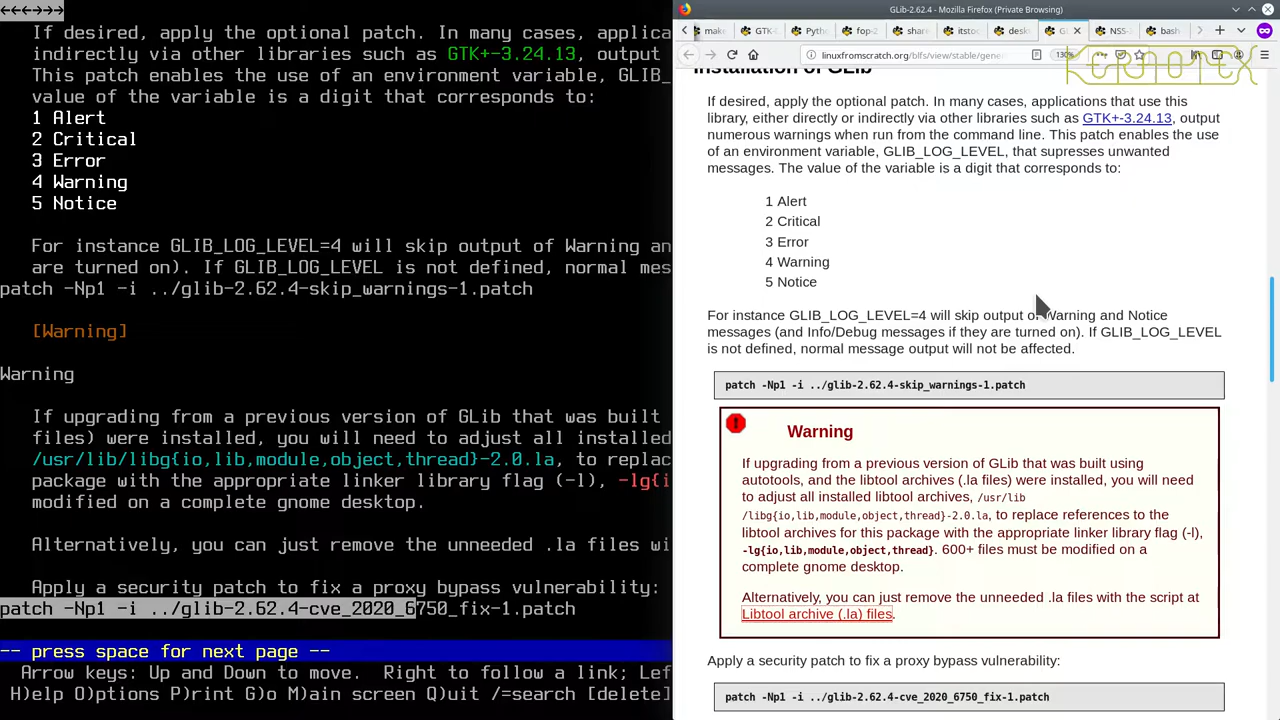 ←←←→→→
If desired, apply the optional patch. In many cases, applica
indirectly via other libraries such as GTK+-3.24.13, output
This patch enables the use of an environment variable, GLIB_
value of the variable is a digit that corresponds to:
1 Alert
2 Critical
3 Error
4 Warning
5 Notice
For instance GLIB_LOG_LEVEL=4 will skip output of Warning an
are turned on). If GLIB_LOG_LEVEL is not defined, normal mes
patch -Np1 -i ../glib-2.62.4-skip_warnings-1.patch
[Warning]
Warning
If upgrading from a previous version of GLib that was built
files) were installed, you will need to adjust all installed
/usr/lib/libg{io,lib,module,object,thread}-2.0.la, to replac
package with the appropriate linker library flag (-l), -lg{i
modified on a complete gnome desktop.
Alternatively, you can just remove the unneeded .la files wi
Apply a security patch to fix a proxy bypass vulnerability:
patch -Np1 -i ../glib-2.62.4-cve_2020_6750_fix-1.patch
-- press space for next page --
Arrow keys: Up and Down to move.  Right to follow a link; Lef
H)elp O)ptions P)rint G)o M)ain screen Q)uit /=search [delete]
GLib-2.62.4 - Mozilla Firefox (Private Browsing)
make GTK- Pyth fop-2 share itstoo desk GL NSS- bash
linuxfromscratch.org/blfs/view/stable/gene 130%
KERNOTEX
Installation of GLib
If desired, apply the optional patch. In many cases, applications that use this
library, either directly or indirectly via other libraries such as GTK+-3.24.13, output
numerous warnings when run from the command line. This patch enables the use
of an environment variable, GLIB_LOG_LEVEL, that supresses unwanted
messages. The value of the variable is a digit that corresponds to:
1 Alert
2 Critical
3 Error
4 Warning
5 Notice
For instance GLIB_LOG_LEVEL=4 will skip output of Warning and Notice
messages (and Info/Debug messages if they are turned on). If GLIB_LOG_LEVEL
is not defined, normal message output will not be affected.
patch -Np1 -i ../glib-2.62.4-skip_warnings-1.patch
Warning
If upgrading from a previous version of GLib that was built using
autotools, and the libtool archives (.la files) were installed, you will need
to adjust all installed libtool archives, /usr/lib
/libg{io,lib,module,object,thread}-2.0.la, to replace references to the
libtool archives for this package with the appropriate linker library flag (-l),
-lg{io,lib,module,object,thread}. 600+ files must be modified on a
complete gnome desktop.
Alternatively, you can just remove the unneeded .la files with the script at
Libtool archive (.la) files.
Apply a security patch to fix a proxy bypass vulnerability:
patch -Np1 -i ../glib-2.62.4-cve_2020_6750_fix-1.patch